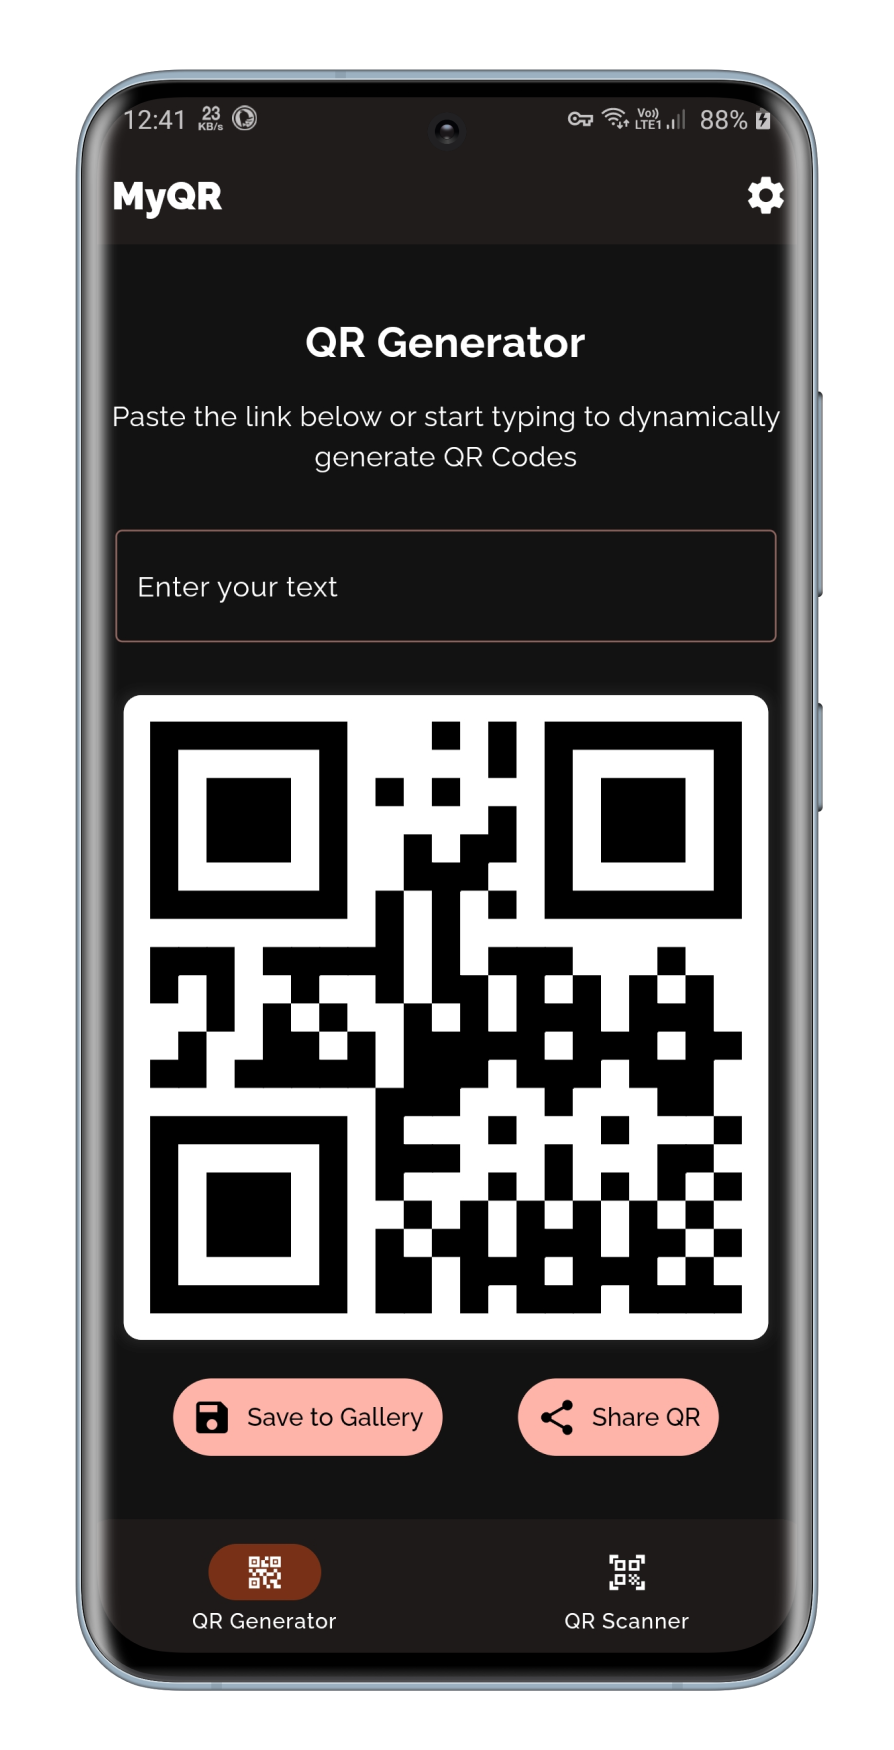 12:41 23 KB/s Vo)) LTE1 88%
MyQR
QR Generator
Paste the link below or start typing to dynamically
generate QR Codes
Enter your text
Save to Gallery Share QR
QR Generator QR Scanner